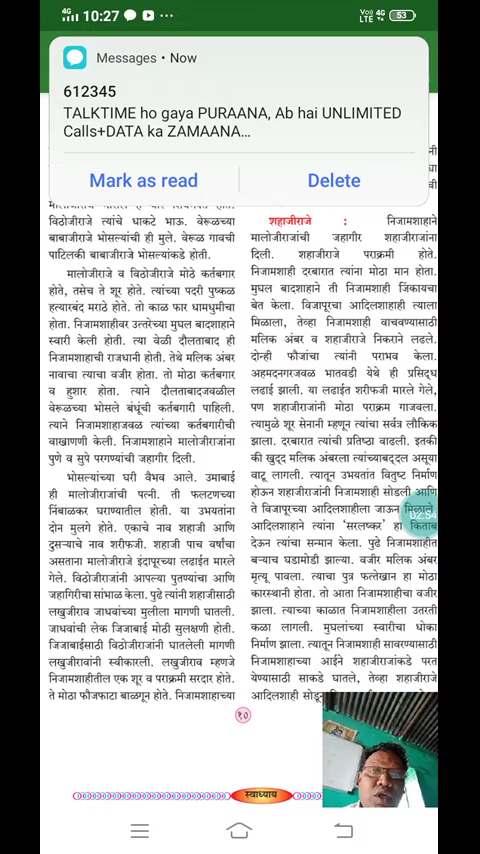 4G 10:27 Vo)) LTE 4G 53
Messages • Now
612345
TALKTIME ho gaya PURAANA, Ab hai UNLIMITED
Calls+DATA ka ZAMAANA...
Mark as read Delete
विठोजीराजे त्यांचे धाकटे भाऊ. वेरूळच्या
बाबाजीराजे भोसल्यांची ही मुले. वेरूळ गावची
पाटिलकी बाबाजीराजे भोसल्यांकडे होती.
मालोजीराजे व विठोजीराजे मोठे कर्तबगार
होते, तसेच ते शूर होते. त्यांच्या पदरी पुष्कळ
हत्यारबंद मराठे होते. तो काळ फार धामधुमीचा
होता. निजामशाहीवर उत्तरेच्या मुघल बादशाहाने
स्वारी केली होती. त्या वेळी दौलताबाद ही
निजामशाहीची राजधानी होती. तेथे मलिक अंबर
नावाचा त्याचा वजीर होता. तो मोठा कर्तबगार
व हुशार होता. त्याने दौलताबादजवळील
वेरूळच्या भोसले बंधूंची कर्तबगारी पाहिली.
त्याने निजामशहाजवळ त्यांच्या कर्तबगारीची
वाखाणणी केली. निजामशाहाने मालोजीराजांना
पुणे व सुपे परगण्यांची जहागीर दिली.
भोसल्यांच्या घरी वैभव आले. उमाबाई
ही मालोजीराजांची पत्नी. ती फलटणच्या
निंबाळकर घराण्यातील होती. या उभयतांना
दोन मुलगे होते. एकाचे नाव शहाजी आणि
दुसऱ्याचे नाव शरीफजी. शहाजी पाच वर्षांचा
असताना मालोजीराजे इंदापूरच्या लढाईत मारले
गेले. विठोजीराजांनी आपल्या पुतण्यांचा आणि
जहागिरीचा सांभाळ केला. पुढे त्यांनी शहाजीसाठी
लखुजीराव जाधवांच्या मुलीला मागणी घातली.
जाधवांची लेक जिजाबाई मोठी सुलक्षणी होती.
जिजाबाईसाठी विठोजीराजांनी घातलेली मागणी
लखुजीरावांनी स्वीकारली. लखुजीराव म्हणजे
निजामशाहीतील एक शूर व पराक्रमी सरदार होते.
ते मोठा फौजफाटा बाळगून होते. निजामशाहाच्या
शहाजीराजे : निजामशाहाने
मालोजीराजांची जहागीर शहाजीराजांना
दिली. शहाजीराजे पराक्रमी होते.
निजामशाही दरबारात त्यांना मोठा मान होता.
मुघल बादशाहाने ती निजामशाही जिंकायचा
बेत केला. विजापूरचा आदिलशाहाही त्याला
मिळाला, तेव्हा निजामशाही वाचवण्यासाठी
मलिक अंबर व शहाजीराजे निकराने लढले.
दोन्ही फौजांचा त्यांनी पराभव केला.
अहमदनगरजवळ भातवडी येथे ही प्रसिद्ध
लढाई झाली. या लढाईत शरीफजी मारले गेले,
पण शहाजीराजांनी मोठा पराक्रम गाजवला.
त्यामुळे शूर सेनानी म्हणून त्यांचा सर्वत्र लौकिक
झाला. दरबारात त्यांची प्रतिष्ठा वाढली. इतकी
की खुद्द मलिक अंबरला त्यांच्याबद्दल असूया
वाटू लागली. त्यातून उभयतांत वितुष्ट निर्माण
होऊन शहाजीराजांनी निजामशाही सोडली आणि
ते विजापूरच्या आदिलशाहीला जाऊन मिळाले.
आदिलशाहाने त्यांना ‘सरलष्कर’ हा किताब
देऊन त्यांचा सन्मान केला. पुढे निजामशाहीत
बऱ्याच घडामोडी झाल्या. वजीर मलिक अंबर
मृत्यू पावला. त्याचा पुत्र फत्तेखान हा मोठा
कारस्थानी होता. तो आता निजामशाहीचा वजीर
झाला. त्याच्या काळात निजामशाहीला उतरती
कळा लागली. मुघलांच्या स्वारीचा धोका
निर्माण झाला. त्यातून निजामशाही सावरण्यासाठी
निजामशाहाच्या आईने शहाजीराजांकडे परत
येण्यासाठी साकडे घातले, तेव्हा शहाजीराजे
आदिलशाही सोडून
02:54
१७
स्वाध्याय